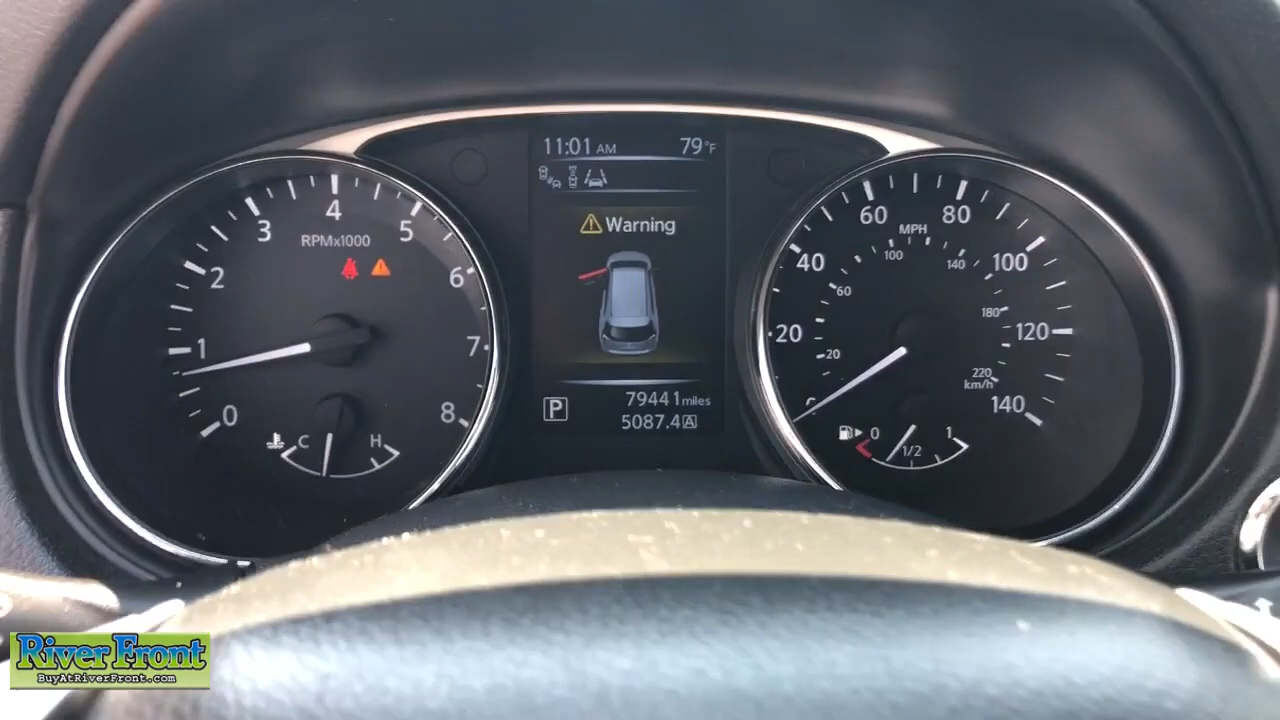 11:01 AM 79°F
Warning
79441 miles
5087.4 A
P
RPMx1000
0
1
2
3
4
5
6
7
8
C H
MPH
20
40
60
80
100
120
140
20
60
100
140
180
220
km/h
0 1/2 1
River Front
BuyAtRiverFront.com